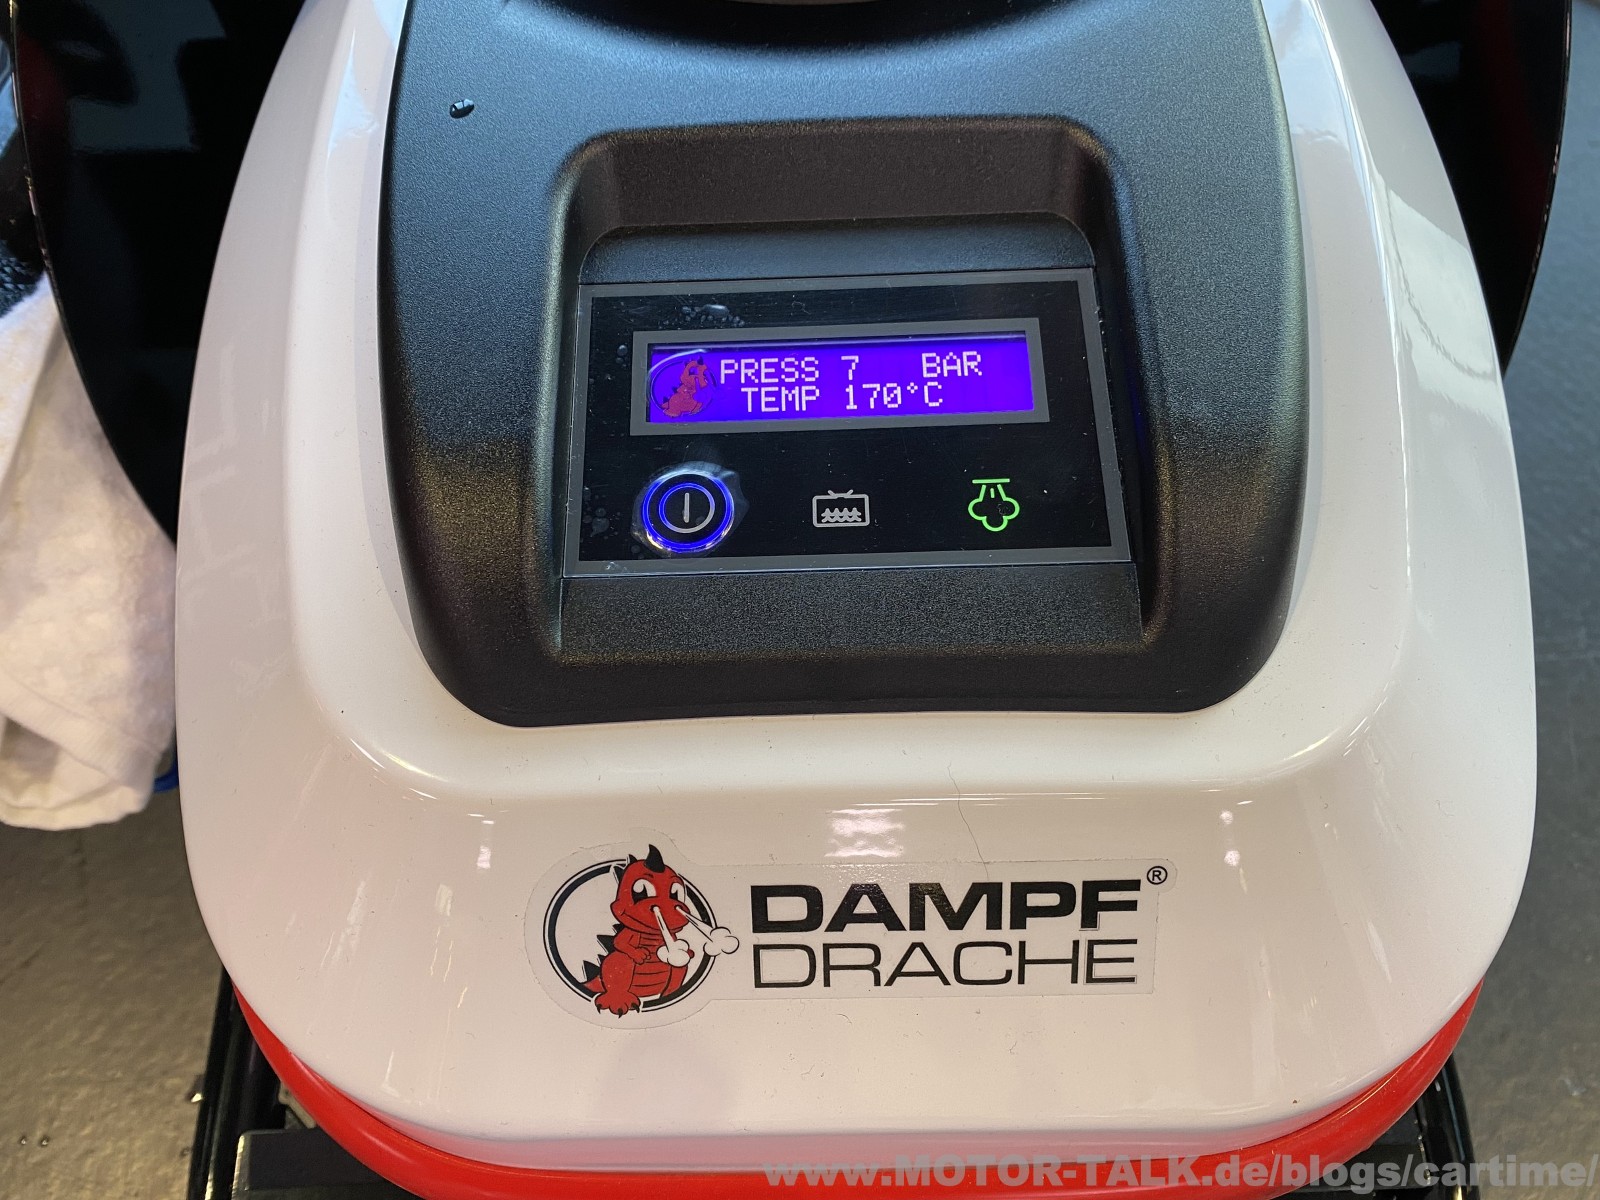 PRESS 7 BAR
TEMP 170°C
DAMPF®
DRACHE
www.MOTOR-TALK.de/blogs/cartime/